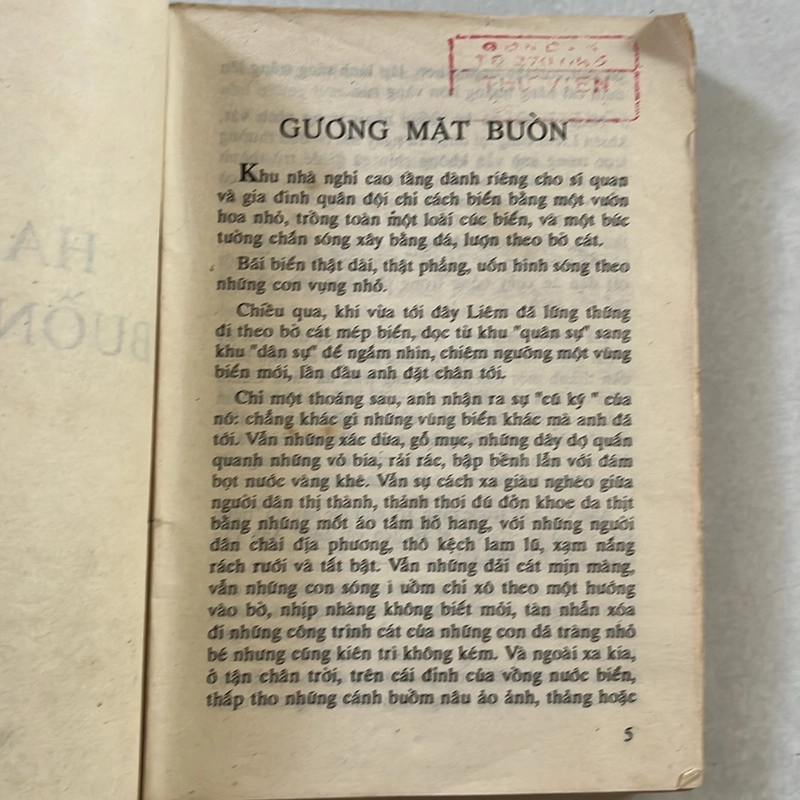 THƯ VIỆN
GƯƠNG MẶT BUỒN
Khu nhà nghỉ cao tầng dành riêng cho sĩ quan
và gia đình quân đội chỉ cách biển bằng một vườn
hoa nhỏ, trồng toàn một loài cúc biển, và một bức
tường chắn sóng xây bằng đá, lượn theo bờ cát.
Bãi biển thật dài, thật phẳng, uốn hình sóng theo
những con vụng nhỏ.
Chiều qua, khi vừa tới đây Liêm đã lững thững
đi theo bờ cát mép biển, dọc từ khu "quân sự" sang
khu "dân sự" để ngắm nhìn, chiêm ngưỡng một vùng
biển mới, lần đầu anh đặt chân tới.
Chỉ một thoáng sau, anh nhận ra sự "cũ kỹ " của
nó: chẳng khác gì những vùng biển khác mà anh đã
tới. Vẫn những xác dừa, gỗ mục, những dây dợ quấn
quanh những vỏ bia, rải rác, bập bềnh lẫn với đám
bọt nước vàng khè. Vẫn sự cách xa giàu nghèo giữa
người dân thị thành, thảnh thơi đú đởn khoe da thịt
bằng những mốt áo tắm hở hang, với những người
dân chài địa phương, thô kệch lam lũ, xạm nắng
rách rưới và tất bật. Vẫn những dải cát mịn màng,
vẫn những con sóng ì uồm chỉ xô theo một hướng
vào bờ, nhịp nhàng không biết mỏi, tàn nhẫn xóa
đi những công trình cát của những con dã tràng nhỏ
bé nhưng cũng kiên trì không kém. Và ngoài xa kia,
ở tận chân trời, trên cái đỉnh của vồng nước biển,
thấp tho những cánh buồm nâu ảo ảnh, thảng hoặc
5